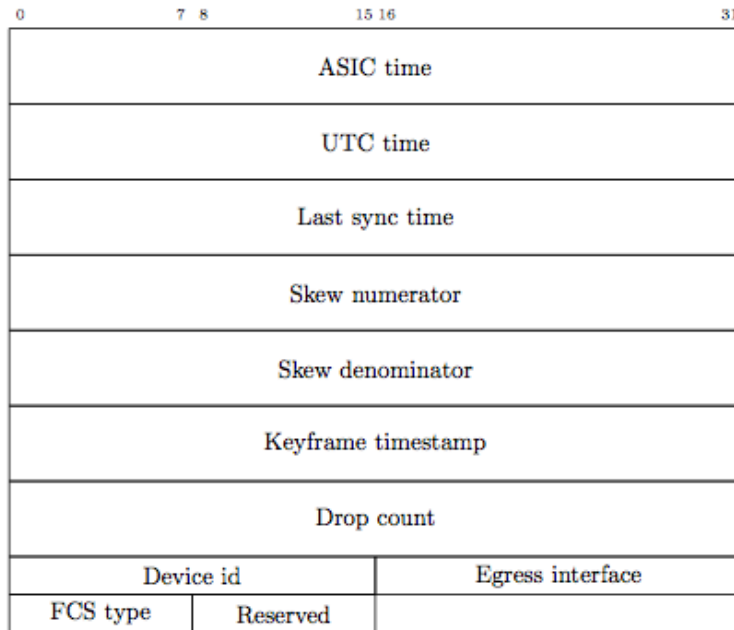 0 7 8 15 16 31
ASIC time
UTC time
Last sync time
Skew numerator
Skew denominator
Keyframe timestamp
Drop count
Device id Egress interface
FCS type Reserved